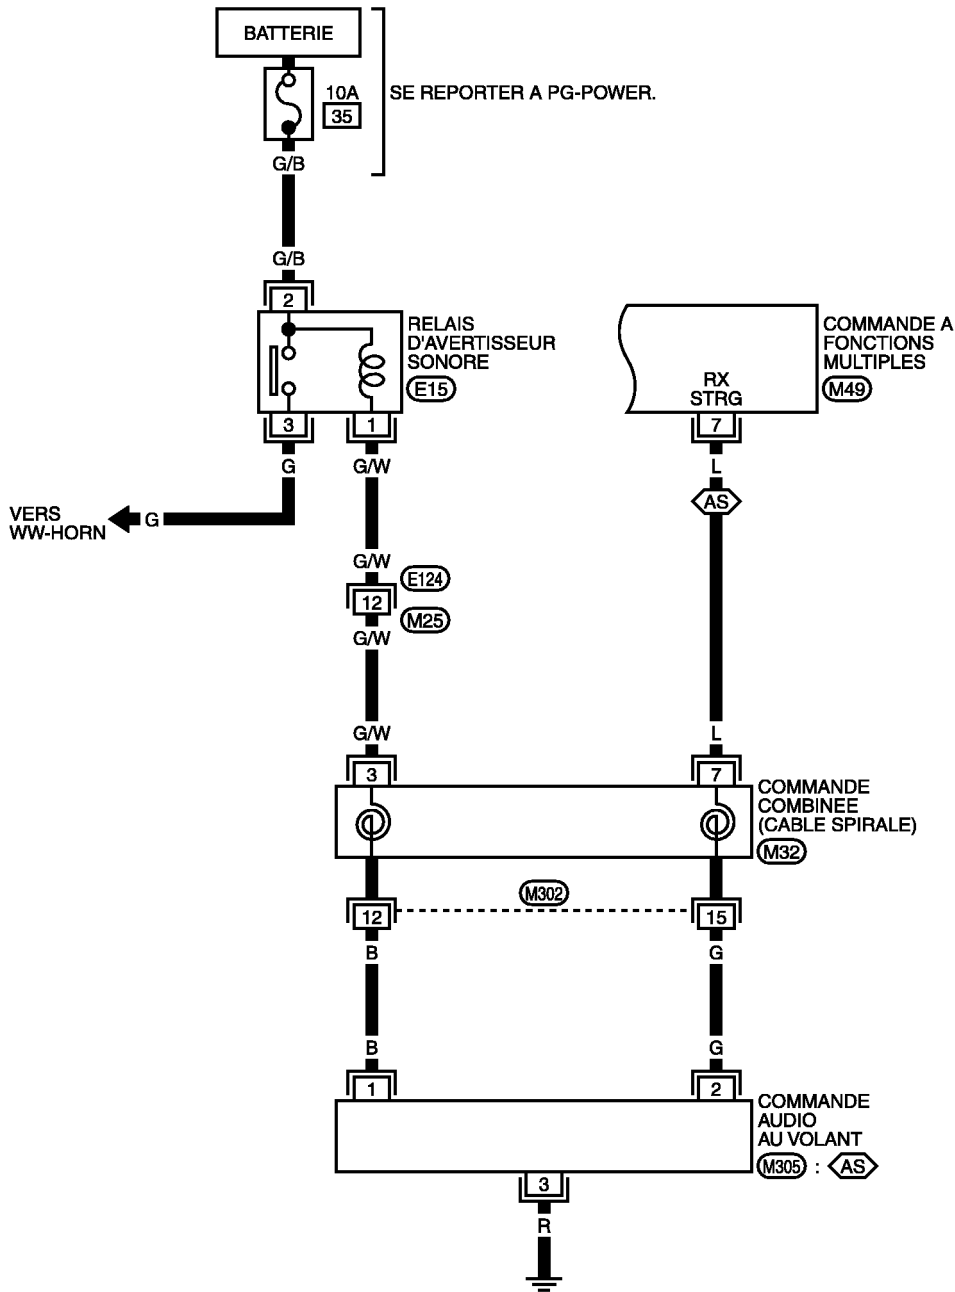 BATTERIE
10A
35
SE REPORTER A PG-POWER.
G/B
G/B
2
RELAIS
D'AVERTISSEUR
SONORE
E15
COMMANDE A
FONCTIONS
MULTIPLES
M49
RX
STRG
3
1
7
G
G/W
L
AS
VERS
WW-HORN
G
G/W
E124
12
M25
G/W
G/W
L
3
7
COMMANDE
COMBINEE
(CABLE SPIRALE)
M32
M302
12
15
B
G
B
G
1
2
COMMANDE
AUDIO
AU VOLANT
M305 : AS
3
R